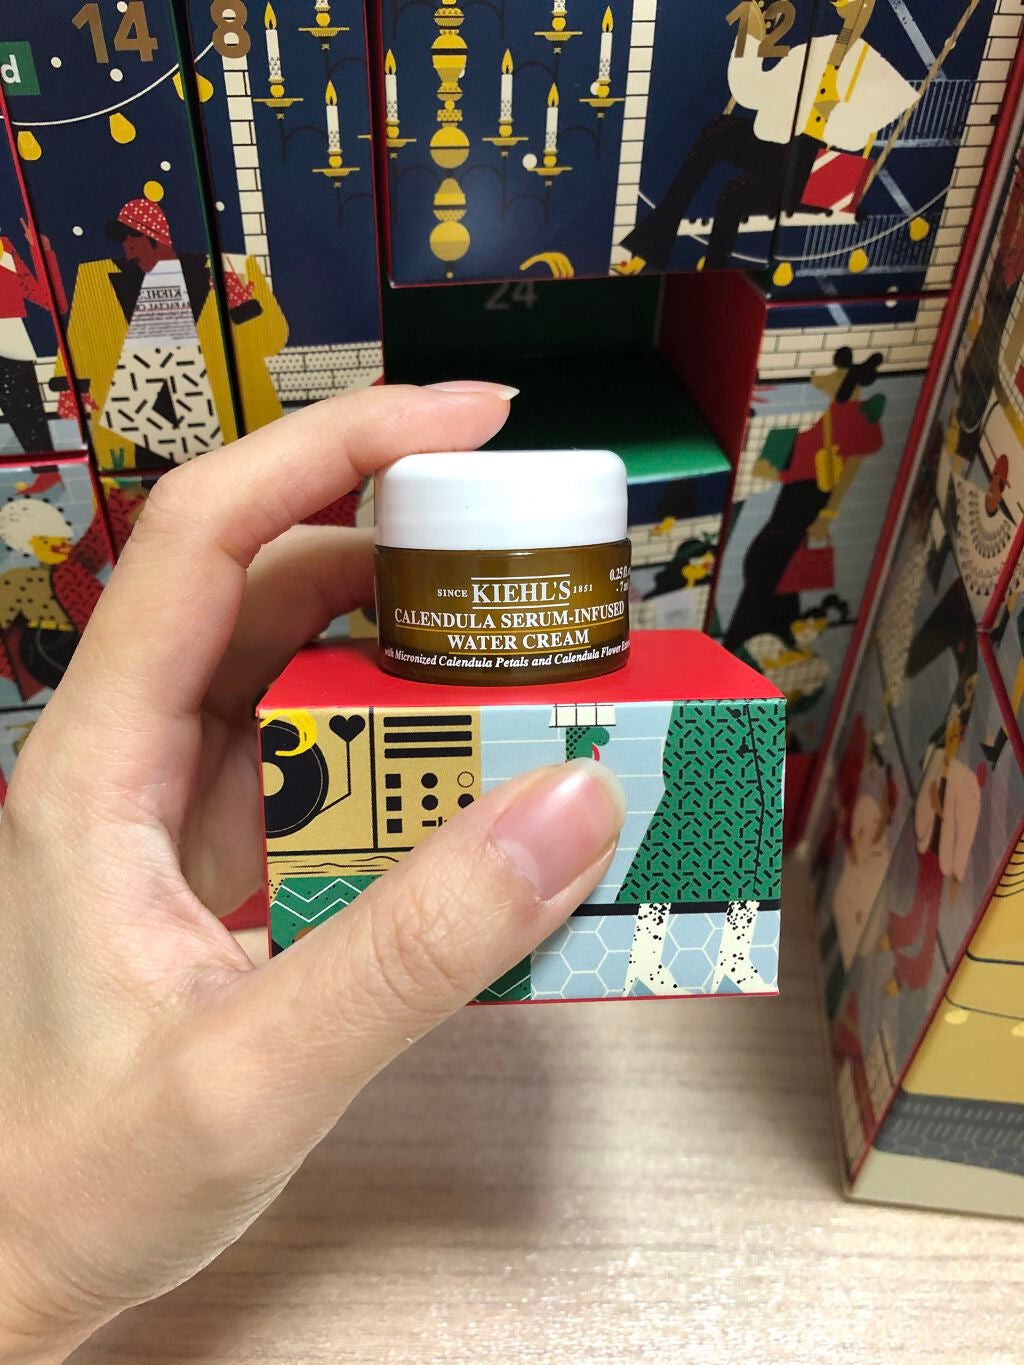 14
8
12
d
24
KIEHL'S
SINCE KIEHL'S 1851
0.25 fl.
- 7 ml
CALENDULA SERUM-INFUSED
WATER CREAM
with Micronized Calendula Petals and Calendula Flower